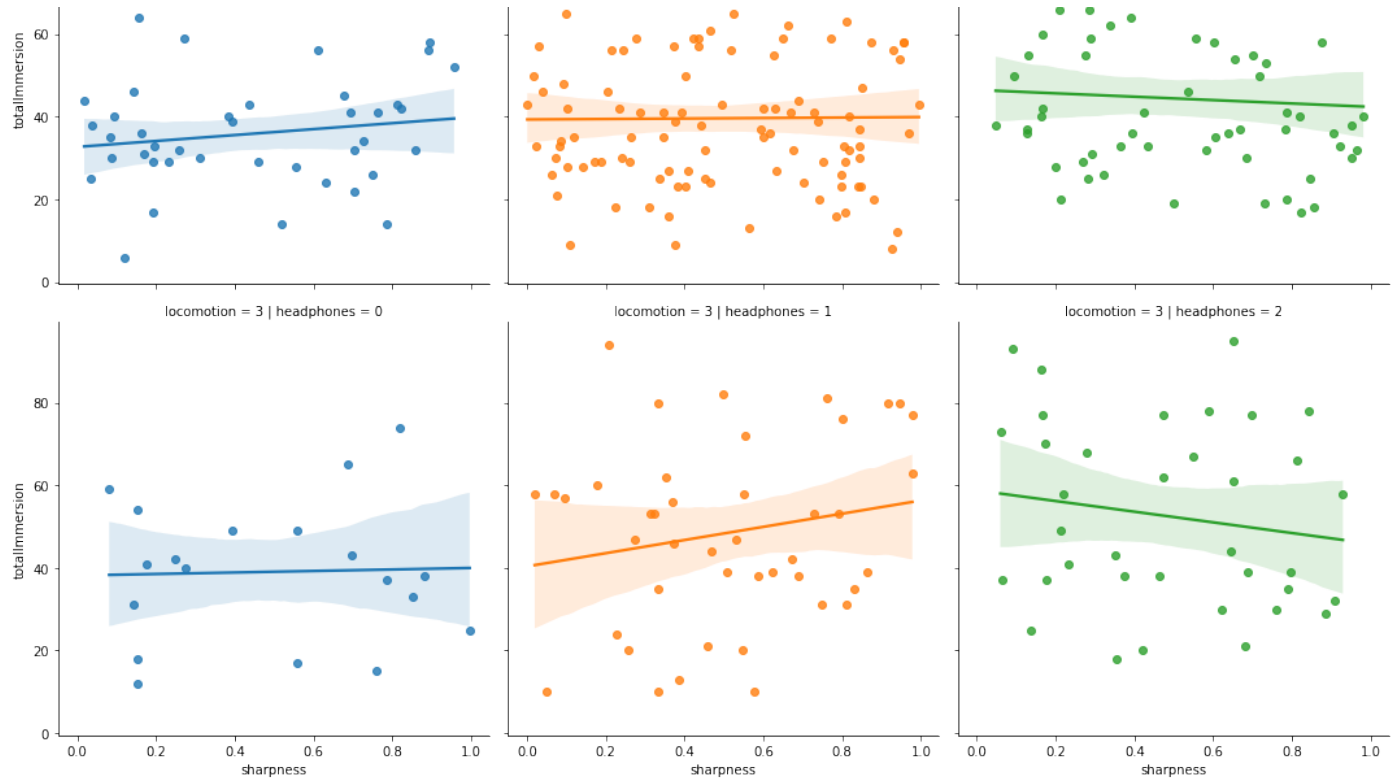 totalImmersion
60
40
20
0
locomotion = 3 | headphones = 0
locomotion = 3 | headphones = 1
locomotion = 3 | headphones = 2
totalImmersion
80
60
40
20
0
0.0 0.2 0.4 0.6 0.8 1.0
0.0 0.2 0.4 0.6 0.8 1.0
0.0 0.2 0.4 0.6 0.8 1.0
sharpness
sharpness
sharpness